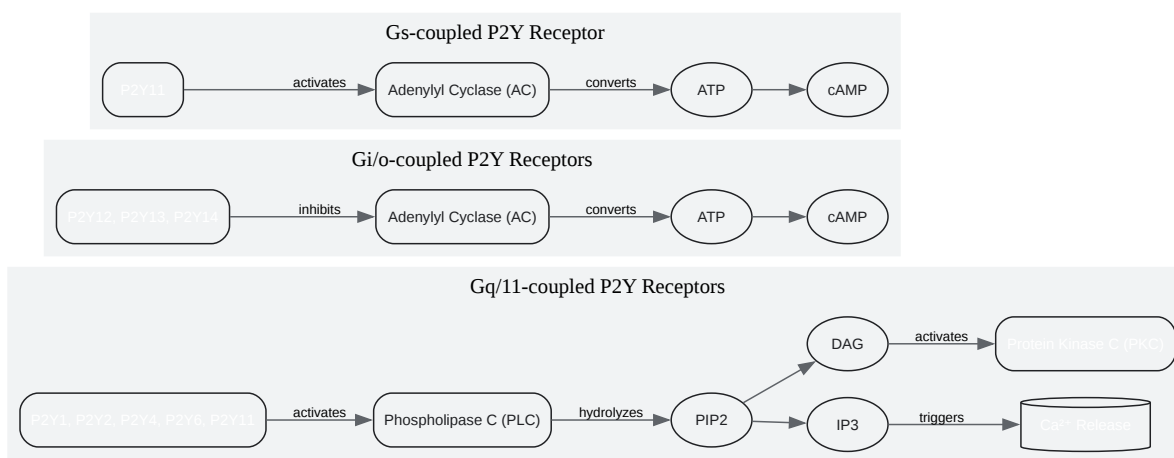 Gs-coupled P2Y Receptor
P2Y11
activates
Adenylyl Cyclase (AC)
converts
ATP
cAMP
Gi/o-coupled P2Y Receptors
P2Y12, P2Y13, P2Y14
inhibits
Adenylyl Cyclase (AC)
converts
ATP
cAMP
Gq/11-coupled P2Y Receptors
DAG
activates
Protein Kinase C (PKC)
P2Y1, P2Y2, P2Y4, P2Y6, P2Y11
activates
Phospholipase C (PLC)
hydrolyzes
PIP2
IP3
triggers
Ca²⁺ Release